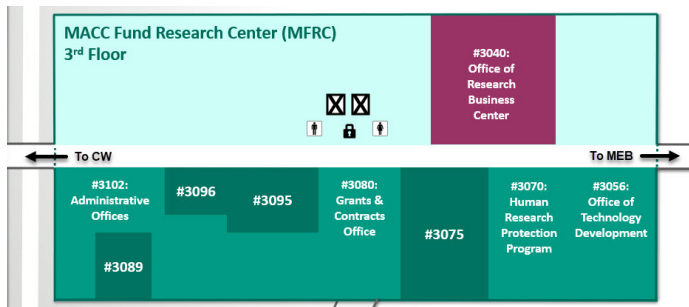 MACC Fund Research Center (MFRC)
3rd Floor
#3040:
Office of
Research
Business
Center
To CW
To MEB
#3102:
Administrative
Offices
#3096
#3095
#3080:
Grants &
Contracts
Office
#3075
#3070:
Human
Research
Protection
Program
#3056:
Office of
Technology
Development
#3089